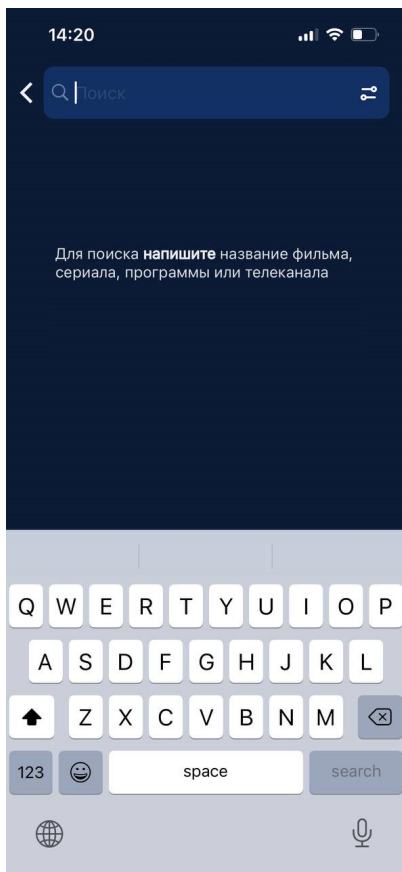 14:20
Поиск
Для поиска напишите название фильма,
сериала, программы или телеканала
Q W E R T Y U I O P
A S D F G H J K L
Z X C V B N M
123 space search